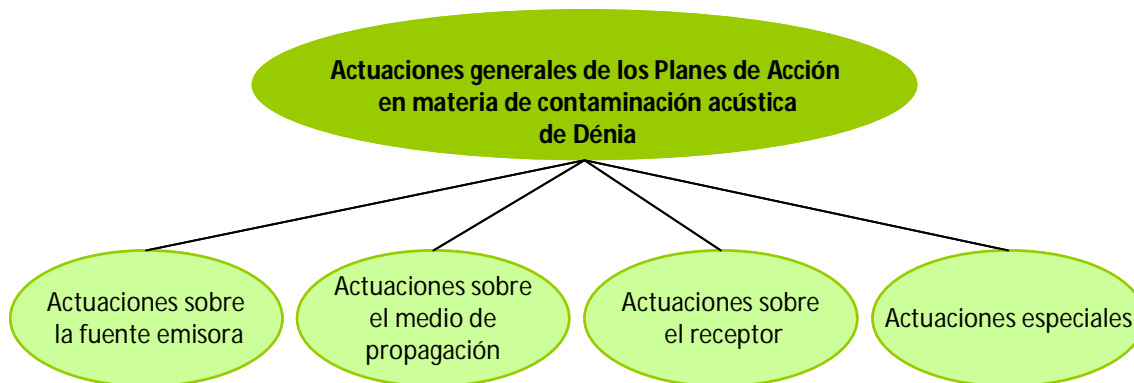 Actuaciones generales de los Planes de Acción
en materia de contaminación acústica
de Dénia
Actuaciones sobre
la fuente emisora
Actuaciones sobre
el medio de
propagación
Actuaciones sobre
el receptor
Actuaciones especiales